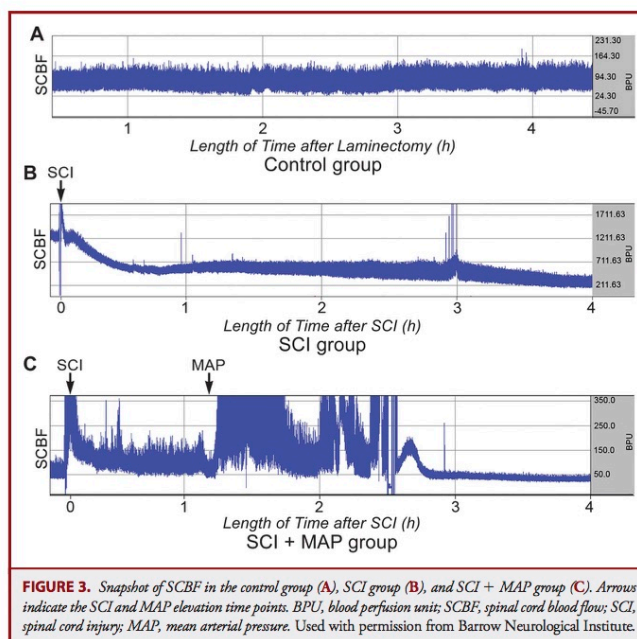 A
SCBF
231.30
164.30
94.30
24.30
-45.70
BPU
1 2 3 4
Length of Time after Laminectomy (h)
Control group
B
SCI
SCBF
1711.63
1211.63
711.63
211.63
BPU
0 1 2 3 4
Length of Time after SCI (h)
SCI group
C
SCI MAP
SCBF
350.0
250.0
150.0
50.0
BPU
0 1 2 3 4
Length of Time after SCI (h)
SCI + MAP group
FIGURE 3. Snapshot of SCBF in the control group (A), SCI group (B), and SCI + MAP group (C). Arrows
indicate the SCI and MAP elevation time points. BPU, blood perfusion unit; SCBF, spinal cord blood flow; SCI,
spinal cord injury; MAP, mean arterial pressure. Used with permission from Barrow Neurological Institute.